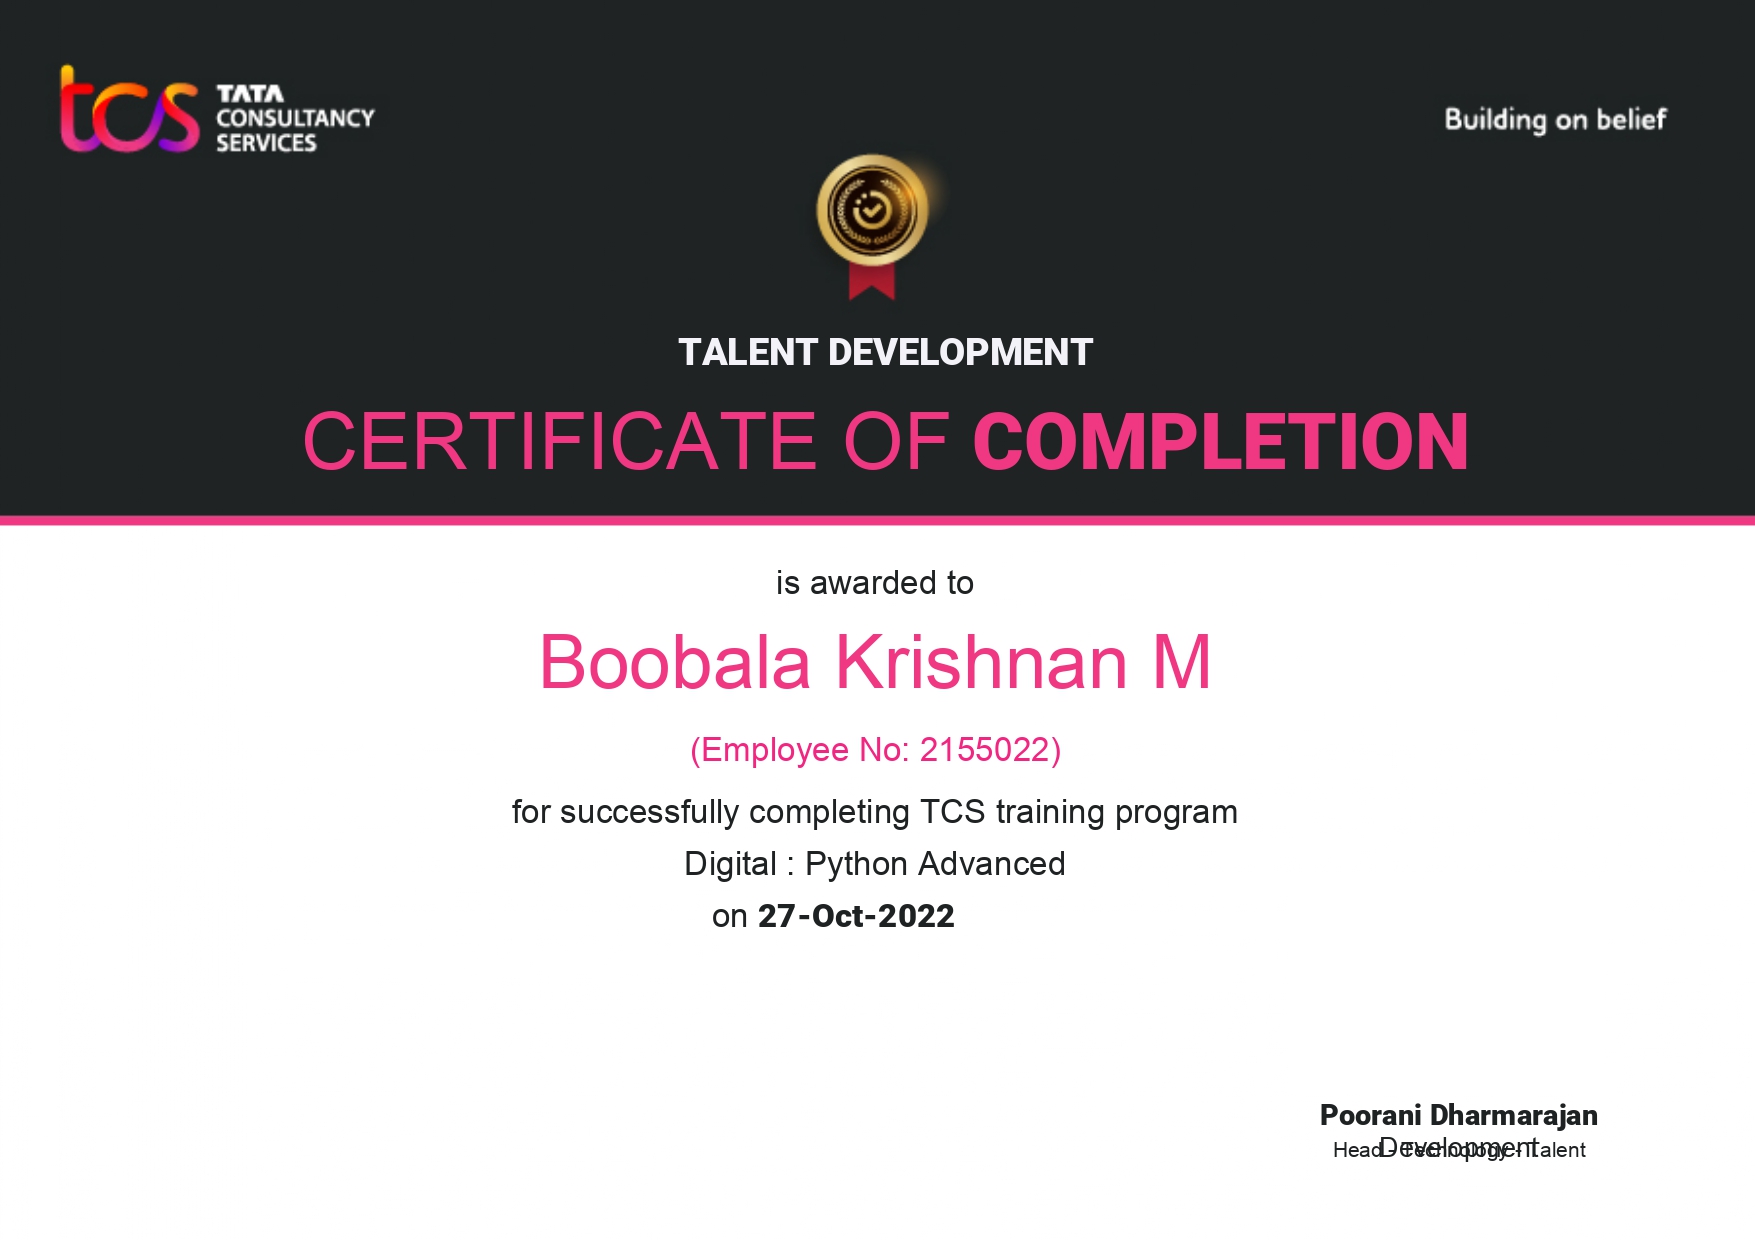 tcs TATA
CONSULTANCY
SERVICES
Building on belief
TALENT DEVELOPMENT
CERTIFICATE OF COMPLETION
is awarded to
Boobala Krishnan M
(Employee No: 2155022)
for successfully completing TCS training program
Digital : Python Advanced
on 27-Oct-2022
Poorani Dharmarajan
Head - Technology - Talent
Development